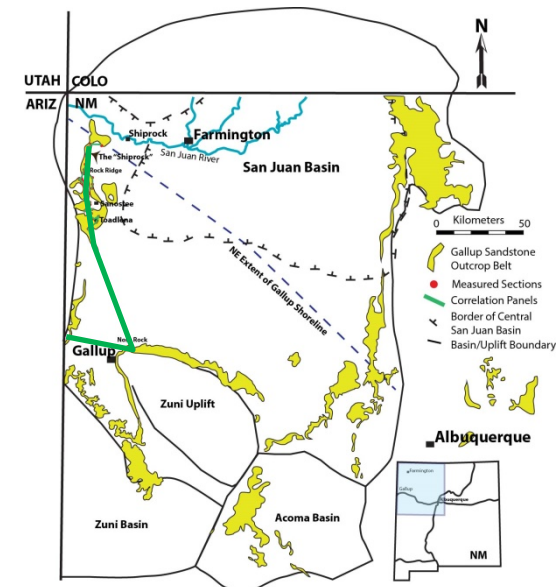 N
UTAH COLO
ARIZ NM
Shiprock
Farmington
San Juan River
The "Shiprock"
Rock Ridge
San Juan Basin
Sanostee
Toadlena
Kilometers
0 50
NE Extent of Gallup Shoreline
Gallup Sandstone
Outcrop Belt
Measured Sections
Correlation Panels
Border of Central
San Juan Basin
Basin/Uplift Boundary
Gallup
Zuni Uplift
Albuquerque
Zuni Basin
Acoma Basin
Farmington
Gallup
Albuquerque
NM